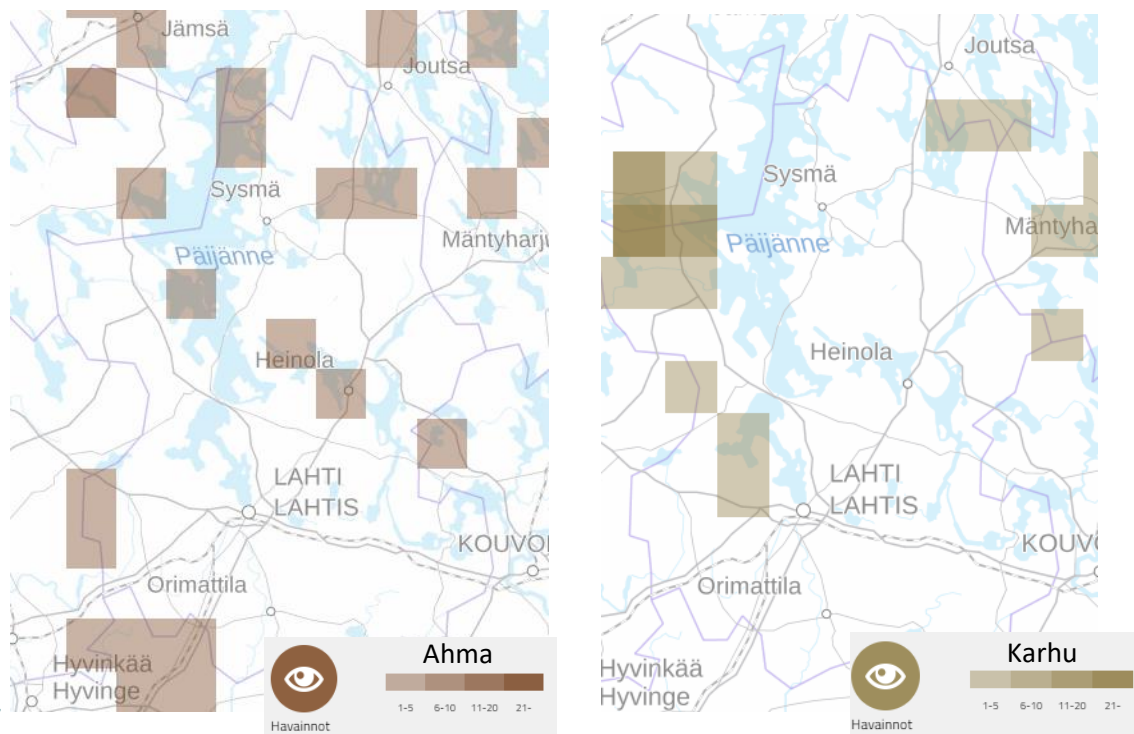 Jämsä
Joutsa
Sysmä
Mäntyharju
Päijänne
Heinola
LAHTI
LAHTIS
KOUVO
Orimattila
Hyvinkää
Hyvinge
Ahma
1-5 6-10 11-20 21-
Havainnot
Joutsa
Sysmä
Mäntyha
Päijänne
Heinola
LAHTI
LAHTIS
KOUVO
Orimattila
Hyvinkää
Hyvinge
Karhu
1-5 6-10 11-20 21-
Havainnot